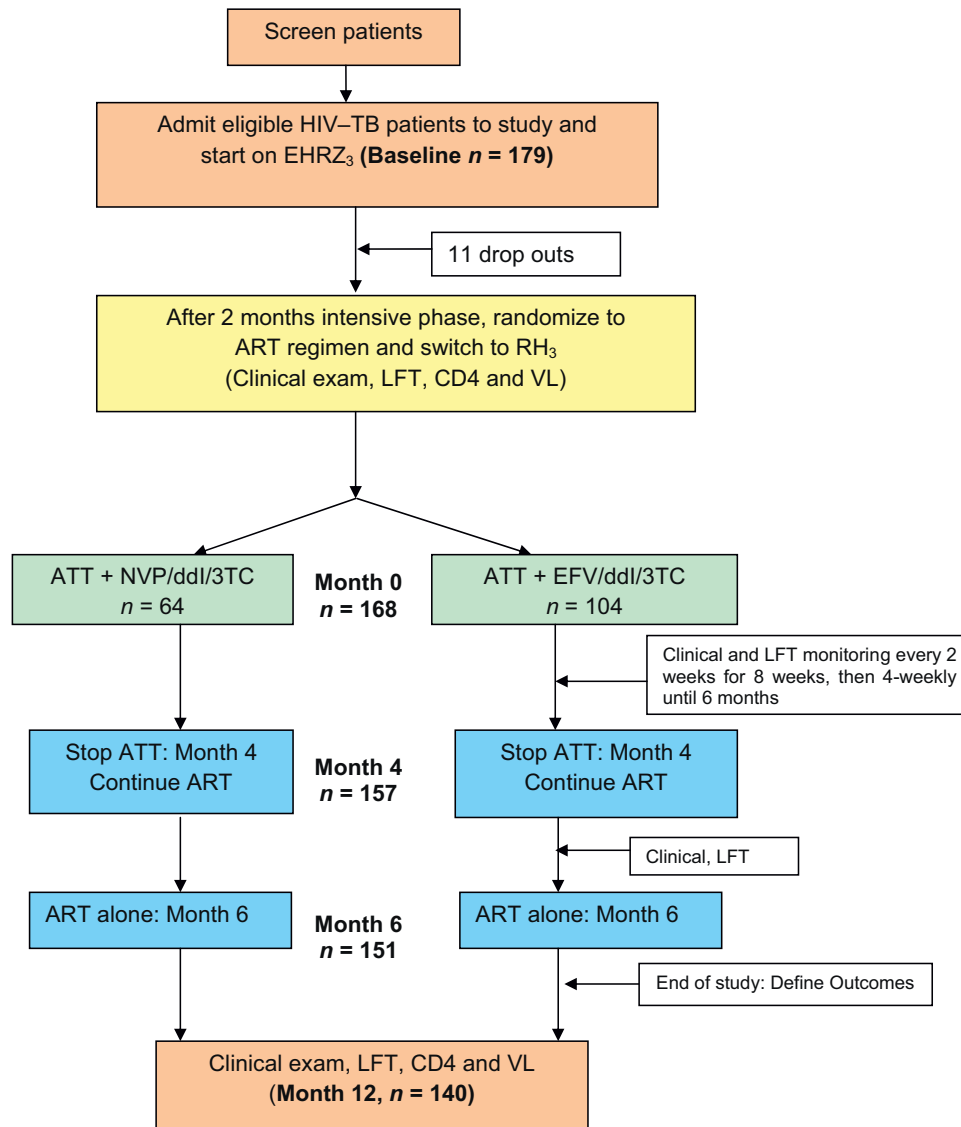 Screen patients
Admit eligible HIV–TB patients to study and
start on EHRZ₃ (Baseline n = 179)
11 drop outs
After 2 months intensive phase, randomize to
ART regimen and switch to RH₃
(Clinical exam, LFT, CD4 and VL)
ATT + NVP/ddI/3TC
n = 64
Month 0
n = 168
ATT + EFV/ddI/3TC
n = 104
Clinical and LFT monitoring every 2
weeks for 8 weeks, then 4-weekly
until 6 months
Stop ATT: Month 4
Continue ART
Month 4
n = 157
Stop ATT: Month 4
Continue ART
Clinical, LFT
ART alone: Month 6
Month 6
n = 151
ART alone: Month 6
End of study: Define Outcomes
Clinical exam, LFT, CD4 and VL
(Month 12, n = 140)